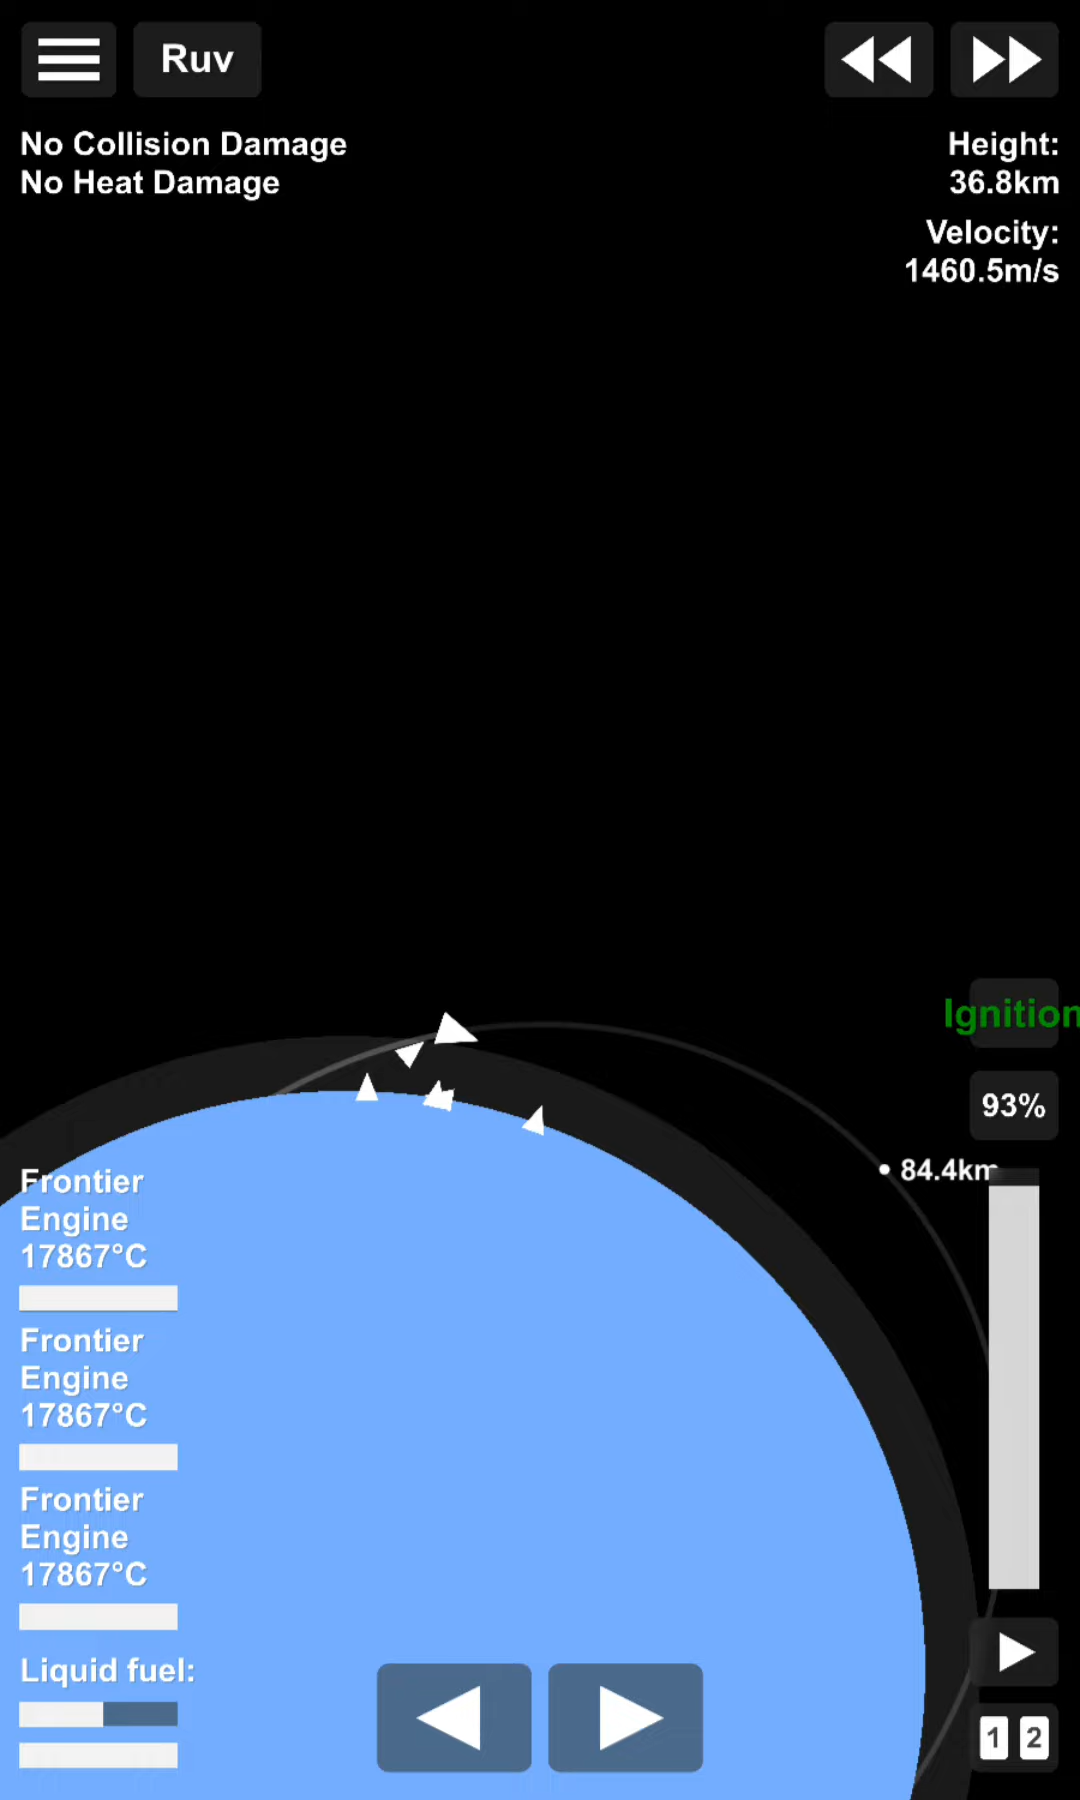 Ruv
No Collision Damage
No Heat Damage
Height:
36.8km
Velocity:
1460.5m/s
Ignition
93%
84.4km
Frontier
Engine
17867°C
Frontier
Engine
17867°C
Frontier
Engine
17867°C
Liquid fuel:
1 2